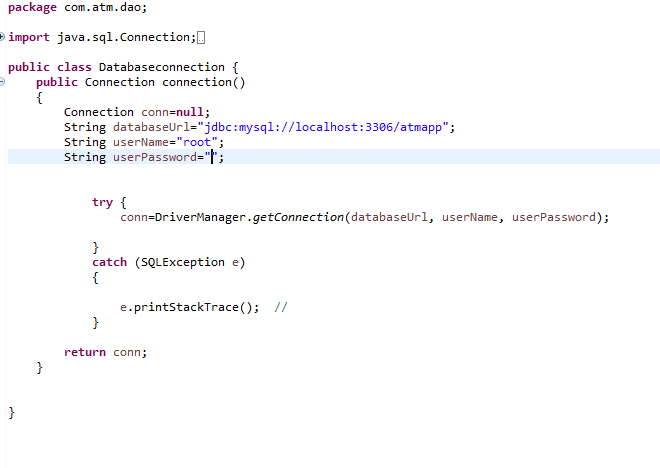 package com.atm.dao;
import java.sql.Connection;
public class Databaseconnection {
public Connection connection()
{
Connection conn=null;
String databaseUrl="jdbc:mysql://localhost:3306/atmapp";
String userName="root";
String userPassword="";
try {
conn=DriverManager.getConnection(databaseUrl, userName, userPassword);
}
catch (SQLException e)
{
e.printStackTrace();  //
}
return conn;
}
}